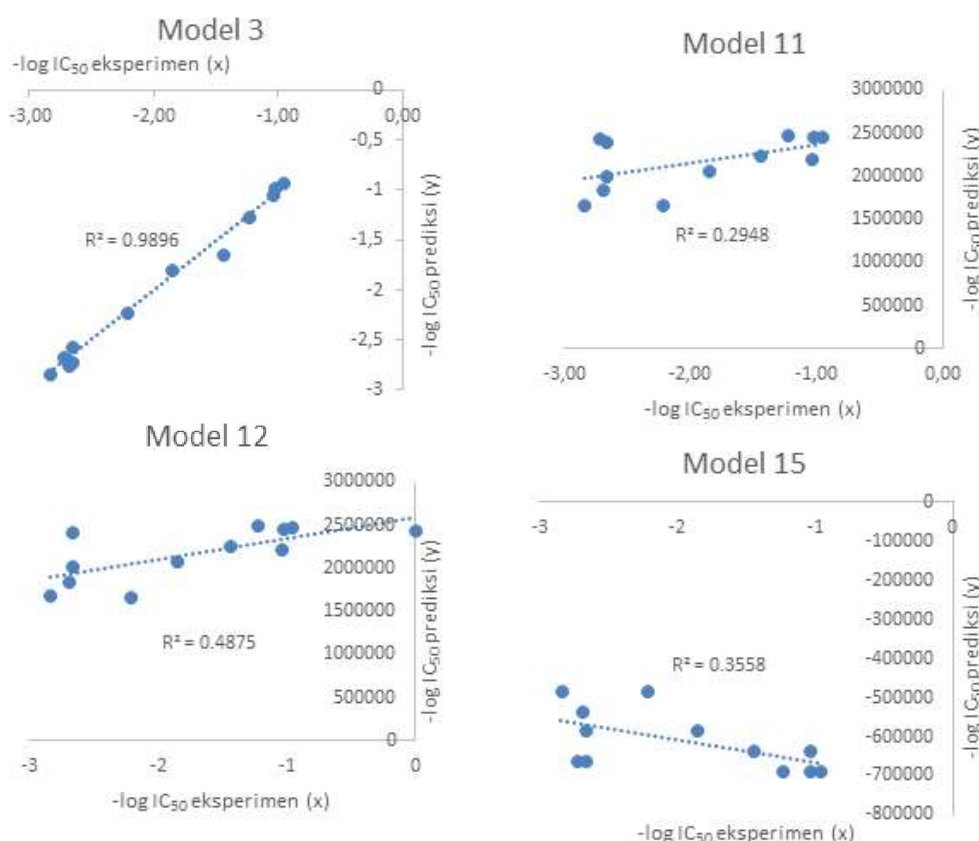 Model 3
-log IC₅₀ eksperimen (x)
-3,00
-2,00
-1,00
0,00
0
-0,5
-1
-1,5
-2
-2,5
-3
-log IC₅₀ prediksi (y)
R² = 0.9896
Model 11
3000000
2500000
2000000
1500000
1000000
500000
0
-log IC₅₀ prediksi (y)
R² = 0.2948
-3,00
-2,00
-1,00
0,00
-log IC₅₀ eksperimen (x)
Model 12
3000000
2500000
2000000
1500000
1000000
500000
0
-log IC₅₀ prediksi (y)
R² = 0.4875
-3
-2
-1
0
-log IC₅₀ eksperimen (x)
Model 15
-3
-2
-1
0
0
-100000
-200000
-300000
-400000
-500000
-600000
-700000
-800000
-log IC₅₀ prediksi (y)
R² = 0.3558
-log IC₅₀ eksperimen (x)